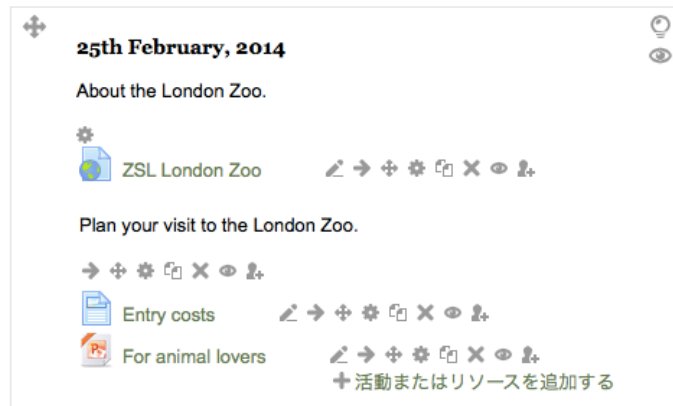 25th February, 2014
About the London Zoo.
ZSL London Zoo
Plan your visit to the London Zoo.
Entry costs
For animal lovers
活動またはリソースを追加する